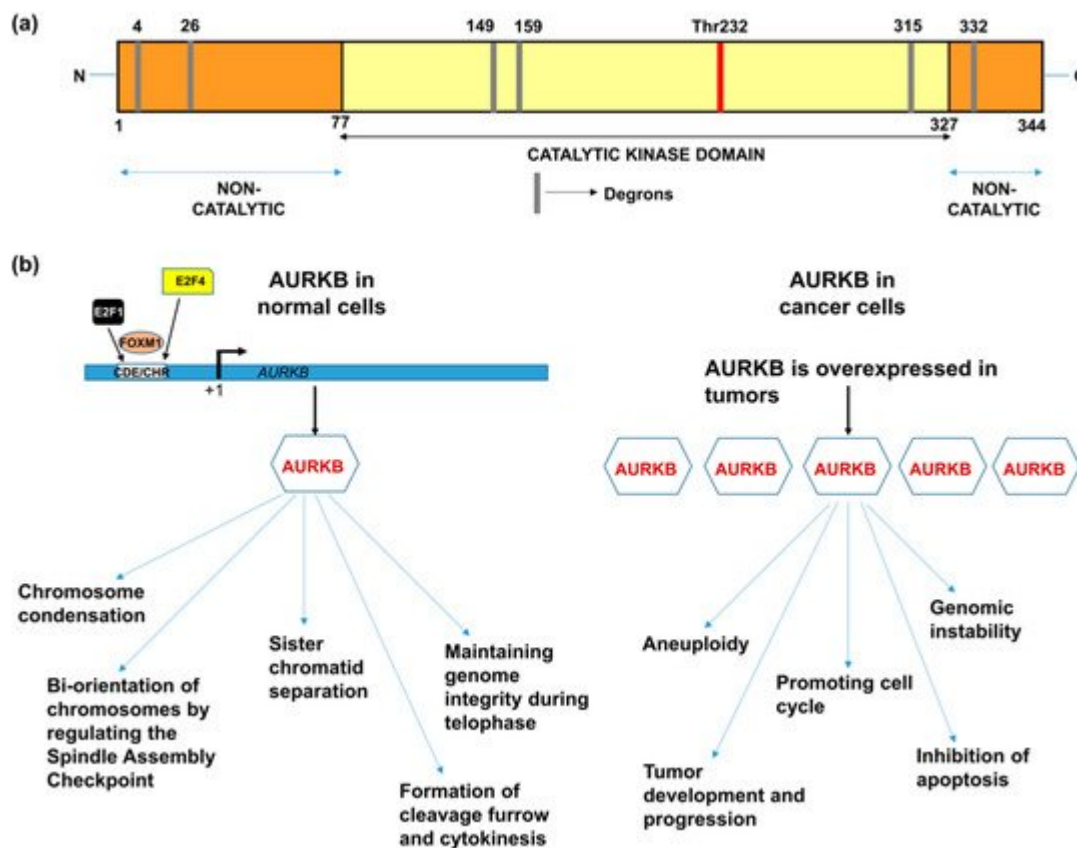 (a)
4 26 149 159 Thr232 315 332
N
1 77 327 344
CATALYTIC KINASE DOMAIN
NON-
CATALYTIC
Degrons
NON-
CATALYTIC
(b)
E2F4
E2F1
FOXM1
CDE/CHR
+1
AURKB
AURKB in
normal cells
AURKB
Chromosome
condensation
Bi-orientation of
chromosomes by
regulating the
Spindle Assembly
Checkpoint
Sister
chromatid
separation
Maintaining
genome
integrity during
telophase
Formation of
cleavage furrow
and cytokinesis
AURKB in
cancer cells
AURKB is overexpressed in
tumors
AURKB AURKB AURKB AURKB AURKB
Aneuploidy
Tumor
development and
progression
Promoting cell
cycle
Genomic
instability
Inhibition of
apoptosis